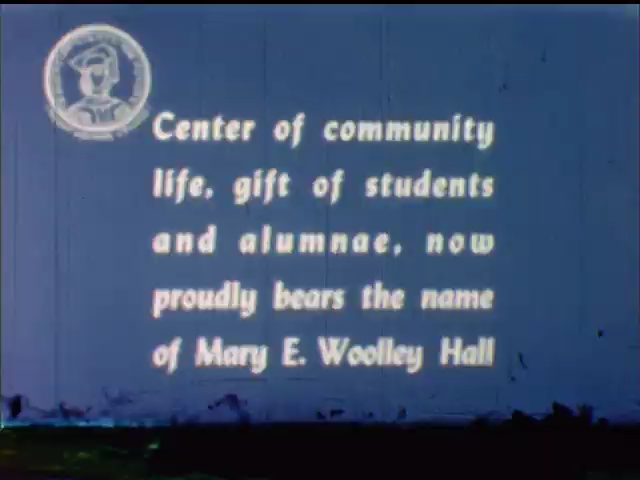 Center of community
life, gift of students
and alumnae, now
proudly bears the name
of Mary E. Woolley Hall